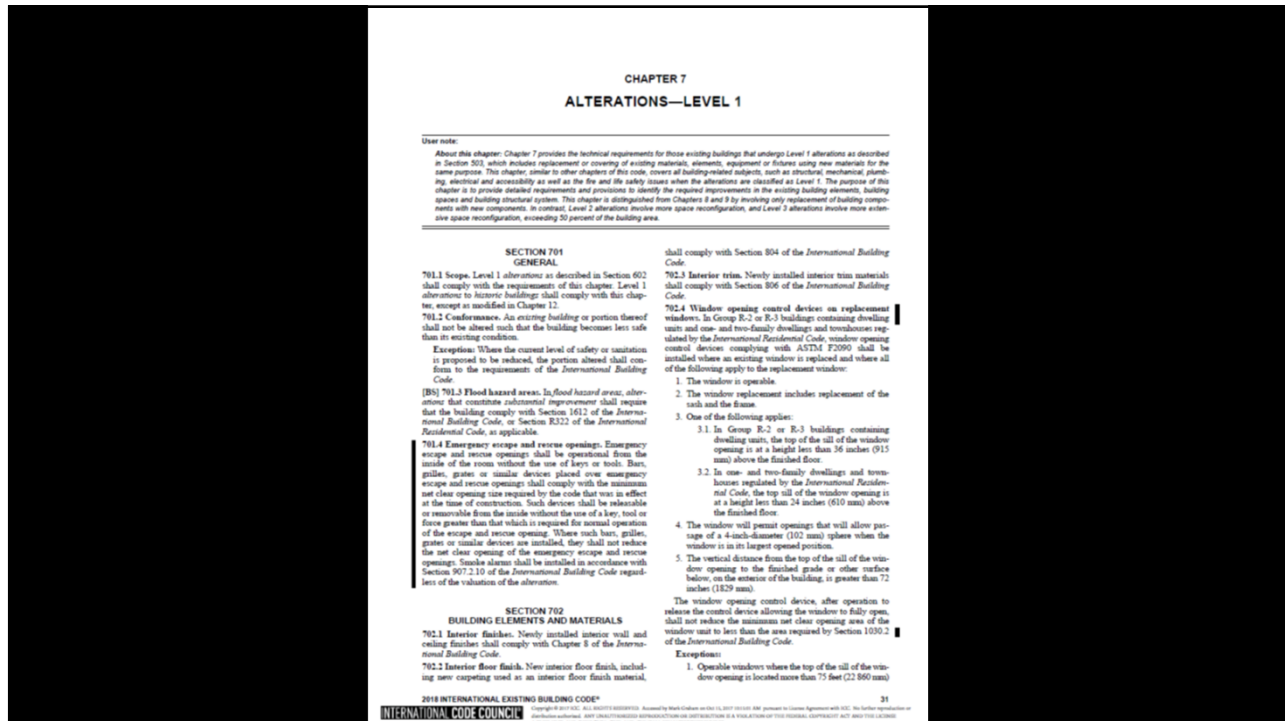 CHAPTER 7
ALTERATIONS—LEVEL 1
User note:
About this chapter: Chapter 7 provides the technical requirements for those existing buildings that undergo Level 1 alterations as described
in Section 503, which includes replacement or covering of existing materials, elements, equipment or fixtures using new materials for the
same purpose. This chapter, similar to other chapters of this code, covers all building-related subjects, such as structural, mechanical, plumb-
ing, electrical and accessibility as well as the fire and life safety issues when the alterations are classified as Level 1. The purpose of this
chapter is to provide detailed requirements and provisions to identify the required improvements in the existing building elements, building
spaces and building structural system. This chapter is distinguished from Chapters 8 and 9 by involving only replacement of building compo-
nents with new components. In contrast, Level 2 alterations involve more space reconfiguration, and Level 3 alterations involve more exten-
sive space reconfiguration, exceeding 50 percent of the building area.
SECTION 701
GENERAL
701.1 Scope. Level 1 alterations as described in Section 602
shall comply with the requirements of this chapter. Level 1
alterations to historic buildings shall comply with this chap-
ter, except as modified in Chapter 12.
701.2 Conformance. An existing building or portion thereof
shall not be altered such that the building becomes less safe
than its existing condition.
Exception: Where the current level of safety or sanitation
is proposed to be reduced, the portion altered shall con-
form to the requirements of the International Building
Code.
[BS] 701.3 Flood hazard areas. In flood hazard areas, alter-
ations that constitute substantial improvement shall require
that the building comply with Section 1612 of the Interna-
tional Building Code, or Section R322 of the International
Residential Code, as applicable.
701.4 Emergency escape and rescue openings. Emergency
escape and rescue openings shall be operational from the
inside of the room without the use of keys or tools. Bars,
grilles, grates or similar devices placed over emergency
escape and rescue openings shall comply with the minimum
net clear opening size required by the code that was in effect
at the time of construction. Such devices shall be releasable
or removable from the inside without the use of a key, tool or
force greater than that which is required for normal operation
of the escape and rescue opening. Where such bars, grilles,
grates or similar devices are installed, they shall not reduce
the net clear opening of the emergency escape and rescue
openings. Smoke alarms shall be installed in accordance with
Section 907.2.10 of the International Building Code regard-
less of the valuation of the alteration.
SECTION 702
BUILDING ELEMENTS AND MATERIALS
702.1 Interior finishes. Newly installed interior wall and
ceiling finishes shall comply with Chapter 8 of the Interna-
tional Building Code.
702.2 Interior floor finish. New interior floor finish, includ-
ing new carpeting used as an interior floor finish material,
shall comply with Section 804 of the International Building
Code.
702.3 Interior trim. Newly installed interior trim materials
shall comply with Section 806 of the International Building
Code.
702.4 Window opening control devices on replacement
windows. In Group R-2 or R-3 buildings containing dwelling
units and one- and two-family dwellings and townhouses reg-
ulated by the International Residential Code, window opening
control devices complying with ASTM F2090 shall be
installed where an existing window is replaced and where all
of the following apply to the replacement window:
1. The window is operable.
2. The window replacement includes replacement of the
sash and the frame.
3. One of the following applies:
3.1. In Group R-2 or R-3 buildings containing
dwelling units, the top of the sill of the window
opening is at a height less than 36 inches (915
mm) above the finished floor.
3.2. In one- and two-family dwellings and town-
houses regulated by the International Residen-
tial Code, the top sill of the window opening is
at a height less than 24 inches (610 mm) above
the finished floor.
4. The window will permit openings that will allow pas-
sage of a 4-inch-diameter (102 mm) sphere when the
window is in its largest opened position.
5. The vertical distance from the top of the sill of the win-
dow opening to the finished grade or other surface
below, on the exterior of the building, is greater than 72
inches (1829 mm).
The window opening control device, after operation to
release the control device allowing the window to fully open,
shall not reduce the minimum net clear opening area of the
window unit to less than the area required by Section 1030.2
of the International Building Code.
Exceptions:
1. Operable windows where the top of the sill of the win-
dow opening is located more than 75 feet (22 860 mm)
2018 INTERNATIONAL EXISTING BUILDING CODE®
31
INTERNATIONAL CODE COUNCIL
Copyright © 2017 ICC. ALL RIGHTS RESERVED. Accessed by Mark Graham on Oct 11, 2017 pursuant to License Agreement with ICC. No further reproduction or
distribution authorized. ANY UNAUTHORIZED REPRODUCTION OR DISTRIBUTION IS A VIOLATION OF THE FEDERAL COPYRIGHT ACT AND THE LICENSE